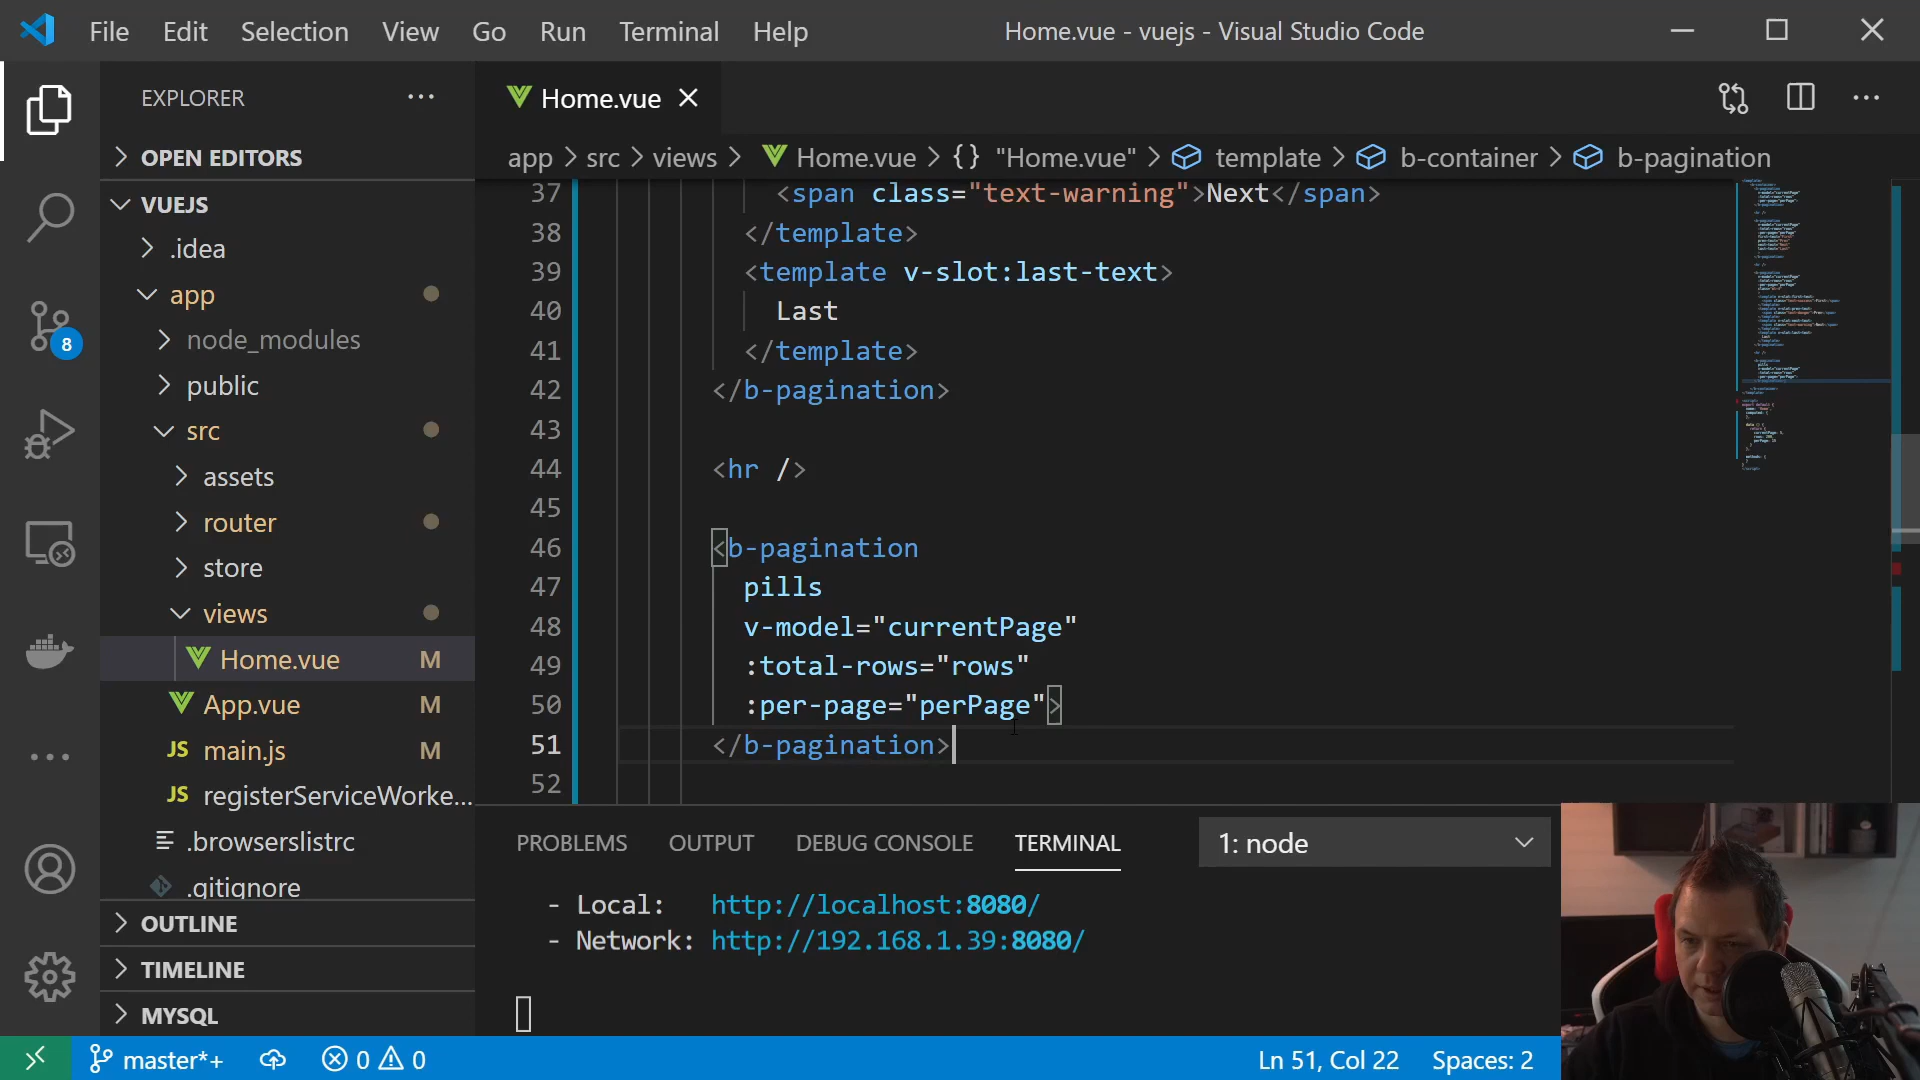 File Edit Selection View Go Run Terminal Help
Home.vue - vuejs - Visual Studio Code
EXPLORER
OPEN EDITORS
VUEJS
.idea
app
node_modules
public
src
assets
router
store
views
Home.vue M
App.vue M
main.js M
registerServiceWorke...
.browserslistrc
.gitignore
OUTLINE
TIMELINE
MYSQL
8
Home.vue
app > src > views > Home.vue > {} "Home.vue" > template > b-container > b-pagination
37 <span class="text-warning">Next</span>
38 </template>
39 <template v-slot:last-text>
40 Last
41 </template>
42 </b-pagination>
43
44 <hr />
45
46 <b-pagination
47 pills
48 v-model="currentPage"
49 :total-rows="rows"
50 :per-page="perPage">
51 </b-pagination>
52
PROBLEMS OUTPUT DEBUG CONSOLE TERMINAL 1: node
- Local: http://localhost:8080/
- Network: http://192.168.1.39:8080/
master*+ 0 0 Ln 51, Col 22 Spaces: 2